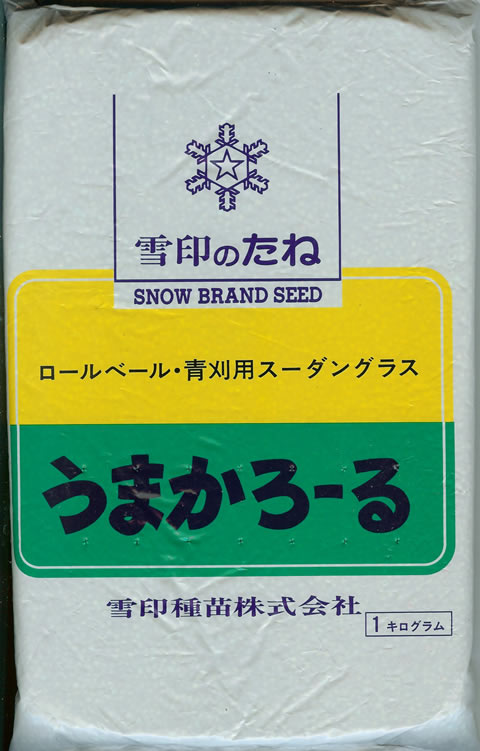 雪印のたね
SNOW BRAND SEED
ロールベール・青刈用スーダングラス
うまかろーる
雪印種苗株式会社
1キログラム